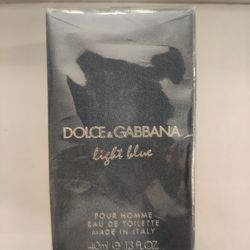 DOLCE & GABBANA
light blue
POUR HOMME
EAU DE TOILETTE
MADE IN ITALY
40ml ℮ 1.3 FL.OZ.